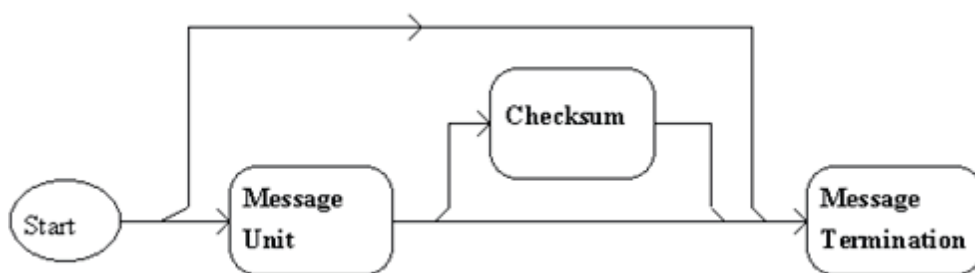 Start
Message
Unit
Checksum
Message
Termination